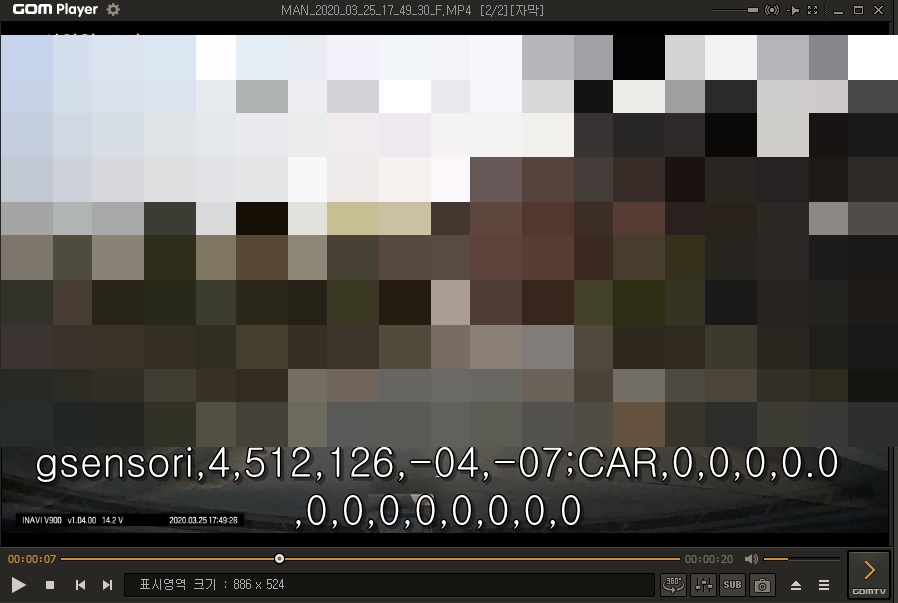 GOM Player
MAN_2020_03_25_17_49_30_F.MP4 [2/2][자막]
gsensori,4,512,126,-04,-07;CAR,0,0,0,0.0
,0,0,0,0,0,0,0,0
INAVI V900 v1.04.00 14.2 V 2020.03.25 17:49:28
00:00:07
00:00:20
표시영역 크기 : 886 x 524
360°
SUB
GOMTV